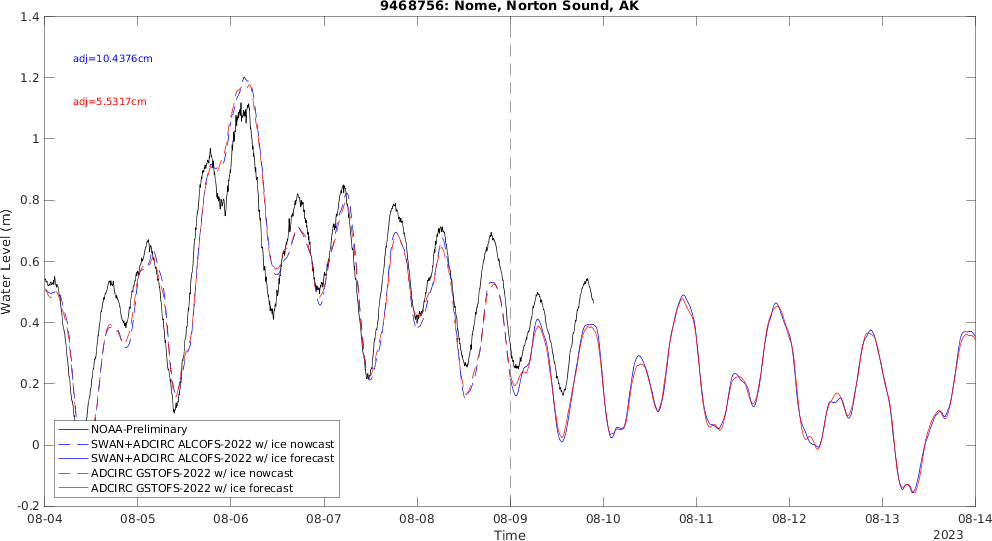 9468756: Nome, Norton Sound, AK
1.4
1.2
1
0.8
0.6
0.4
0.2
0
-0.2
Water Level (m)
adj=10.4376cm
adj=5.5317cm
NOAA-Preliminary
SWAN+ADCIRC ALCOFS-2022 w/ ice nowcast
SWAN+ADCIRC ALCOFS-2022 w/ ice forecast
ADCIRC GSTOFS-2022 w/ ice nowcast
ADCIRC GSTOFS-2022 w/ ice forecast
08-04 08-05 08-06 08-07 08-08 08-09 08-10 08-11 08-12 08-13 08-14
Time
2023